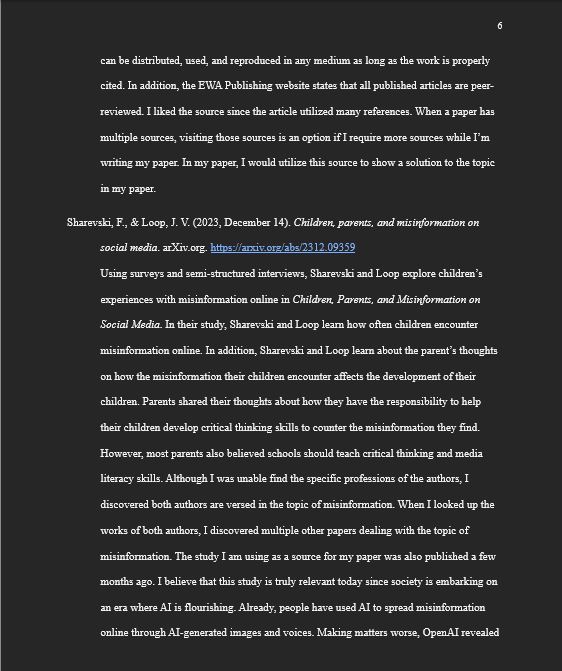 6
can be distributed, used, and reproduced in any medium as long as the work is properly
cited. In addition, the EWA Publishing website states that all published articles are peer-
reviewed. I liked the source since the article utilized many references. When a paper has
multiple sources, visiting those sources is an option if I require more sources while I’m
writing my paper. In my paper, I would utilize this source to show a solution to the topic
in my paper.
Sharevski, F., & Loop, J. V. (2023, December 14). Children, parents, and misinformation on
social media. arXiv.org. https://arxiv.org/abs/2312.09359
Using surveys and semi-structured interviews, Sharevski and Loop explore children’s
experiences with misinformation online in Children, Parents, and Misinformation on
Social Media. In their study, Sharevski and Loop learn how often children encounter
misinformation online. In addition, Sharevski and Loop learn about the parent’s thoughts
on how the misinformation their children encounter affects the development of their
children. Parents shared their thoughts about how they have the responsibility to help
their children develop critical thinking skills to counter the misinformation they find.
However, most parents also believed schools should teach critical thinking and media
literacy skills. Although I was unable find the specific professions of the authors, I
discovered both authors are versed in the topic of misinformation. When I looked up the
works of both authors, I discovered multiple other papers dealing with the topic of
misinformation. The study I am using as a source for my paper was also published a few
months ago. I believe that this study is truly relevant today since society is embarking on
an era where AI is flourishing. Already, people have used AI to spread misinformation
online through AI-generated images and voices. Making matters worse, OpenAI revealed